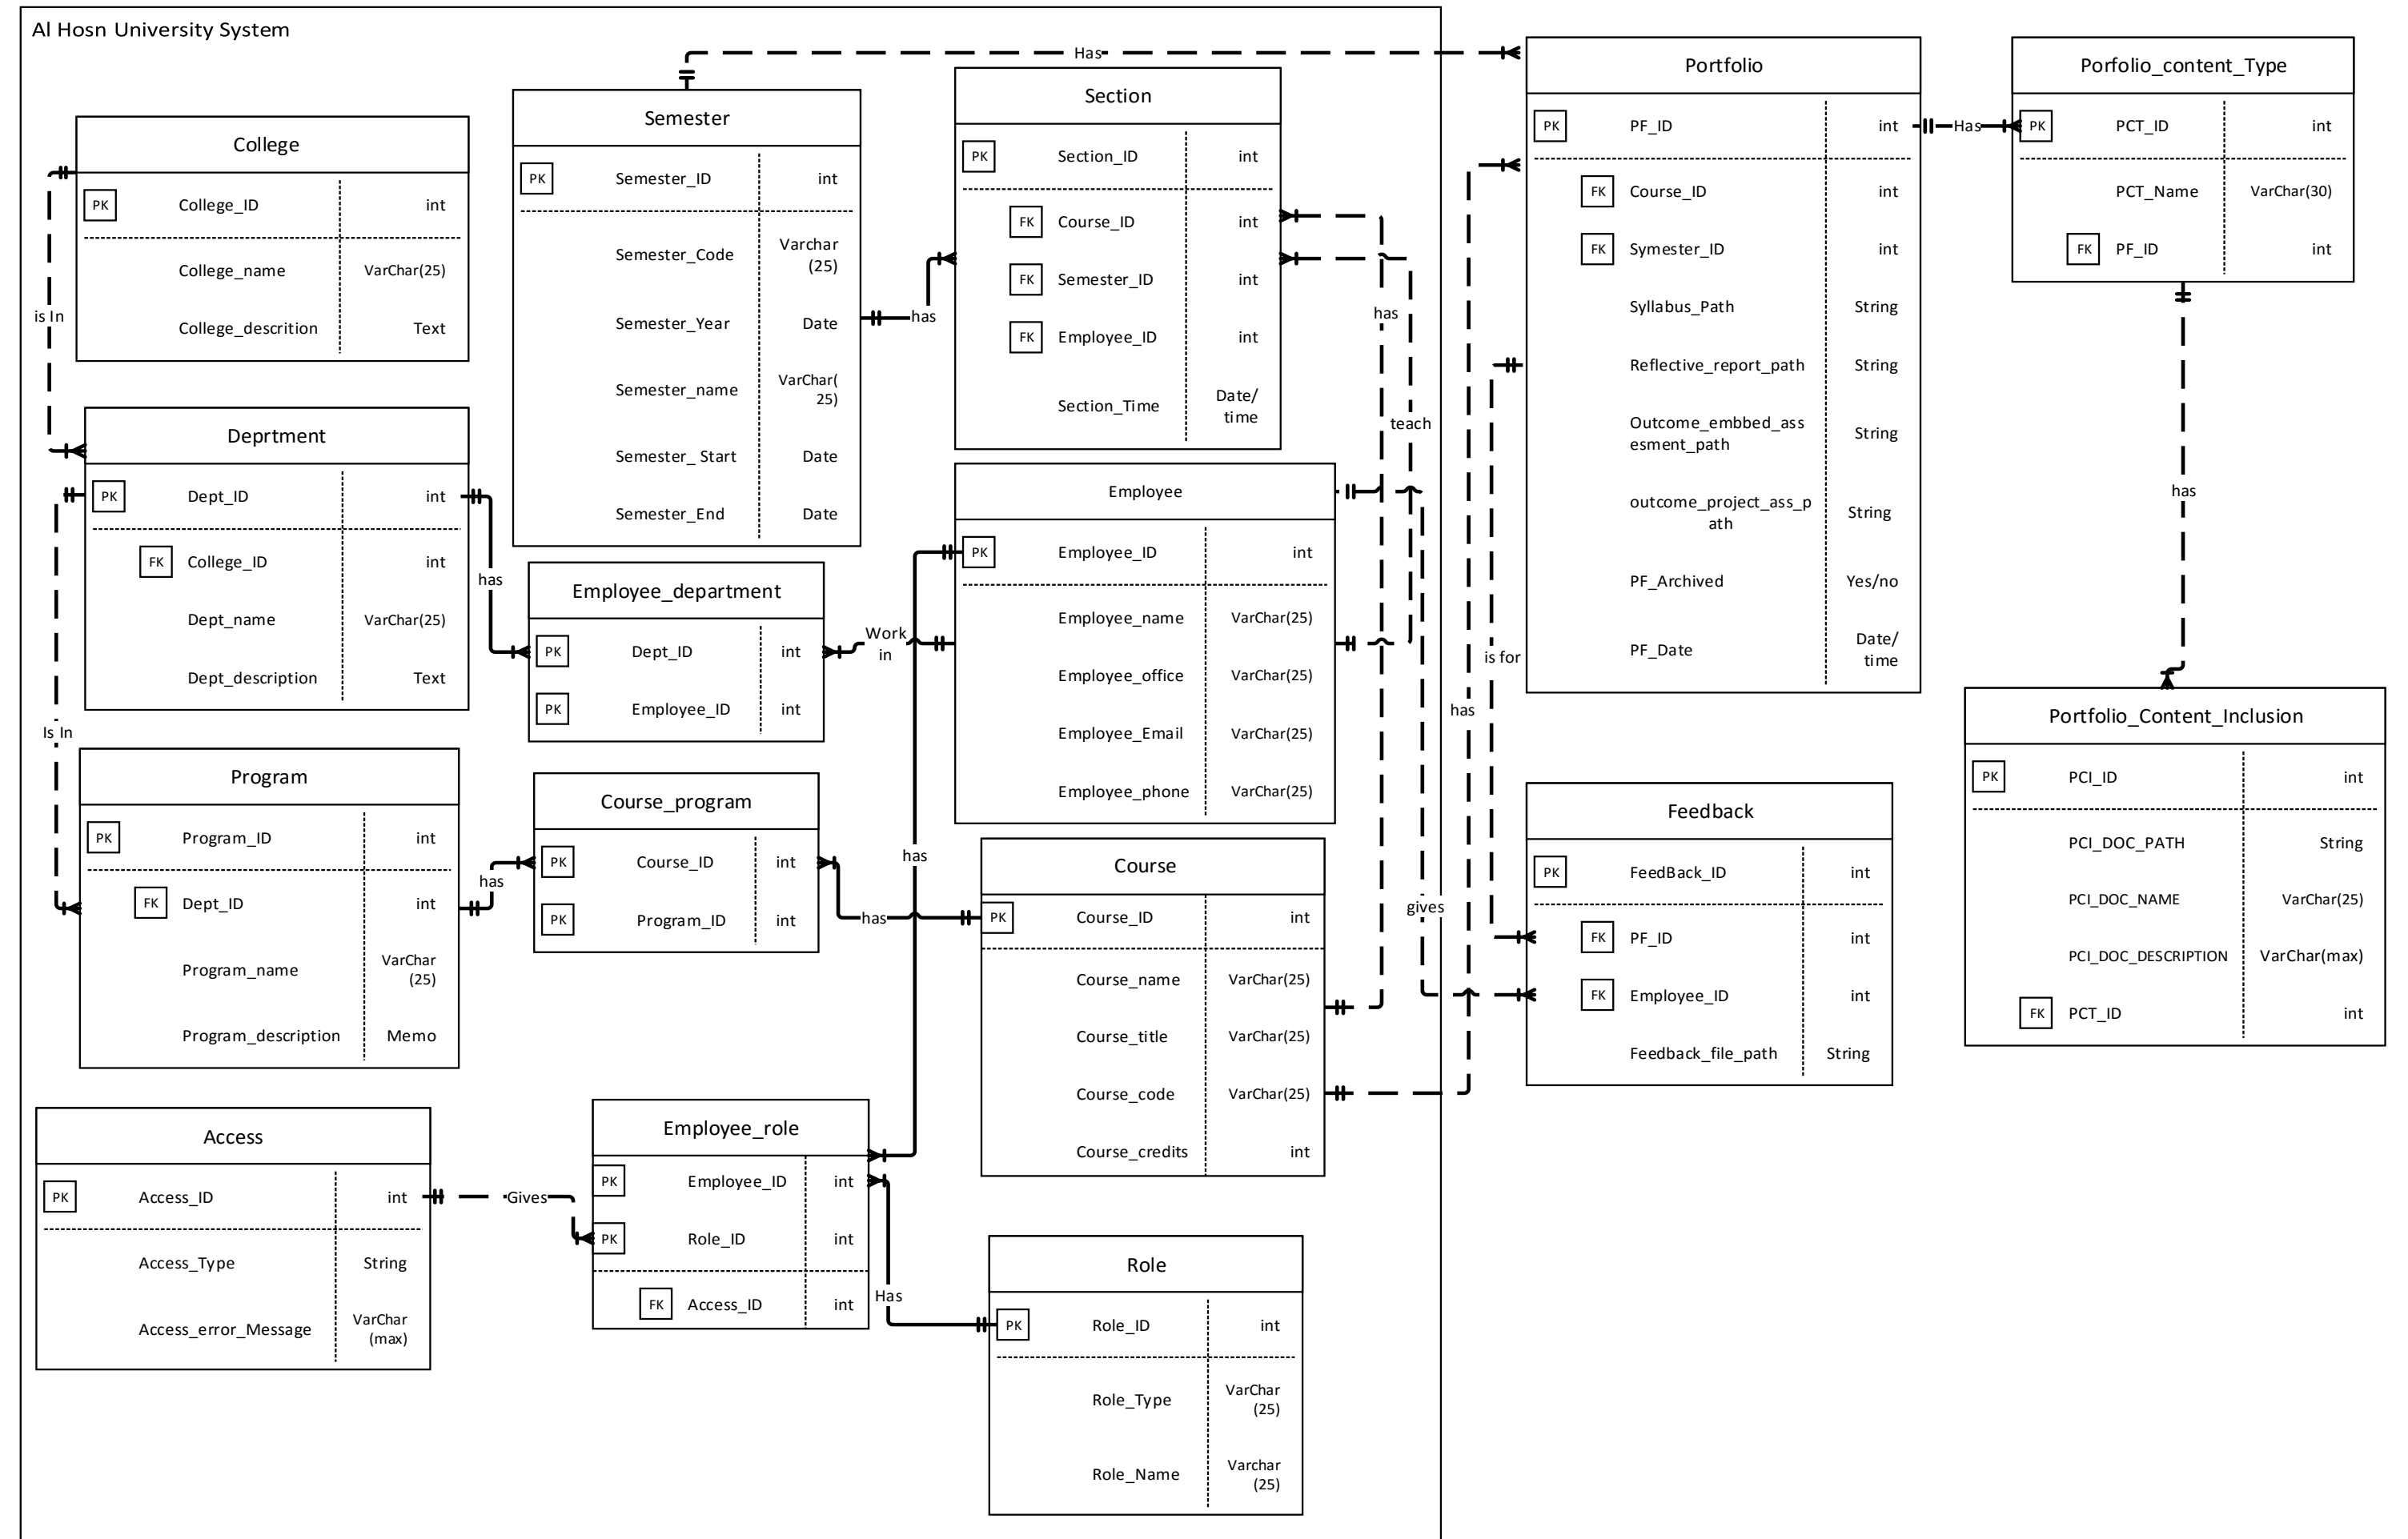 Al Hosn University System
College
PK College_ID int
College_name VarChar(25)
College_descrition Text
is In
Deprtment
PK Dept_ID int
FK College_ID int
Dept_name VarChar(25)
Dept_description Text
Is In
has
Program
PK Program_ID int
FK Dept_ID int
Program_name VarChar
(25)
Program_description Memo
has
Access
PK Access_ID int
Access_Type String
Access_error_Message VarChar
(max)
Gives
Semester
PK Semester_ID int
Semester_Code Varchar
(25)
Semester_Year Date
Semester_name VarChar(
25)
Semester_ Start Date
Semester_End Date
Has
has
Employee_department
PK Dept_ID int
PK Employee_ID int
Work
in
Course_program
PK Course_ID int
PK Program_ID int
has
Employee_role
PK Employee_ID int
PK Role_ID int
FK Access_ID int
has
Has
Section
PK Section_ID int
FK Course_ID int
FK Semester_ID int
FK Employee_ID int
Section_Time Date/
time
has
teach
Employee
PK Employee_ID int
Employee_name VarChar(25)
Employee_office VarChar(25)
Employee_Email VarChar(25)
Employee_phone VarChar(25)
gives
Course
PK Course_ID int
Course_name VarChar(25)
Course_title VarChar(25)
Course_code VarChar(25)
Course_credits int
has
is for
Role
PK Role_ID int
Role_Type VarChar
(25)
Role_Name Varchar
(25)
Portfolio
PK PF_ID int
FK Course_ID int
FK Symester_ID int
Syllabus_Path String
Reflective_report_path String
Outcome_embbed_ass
esment_path String
outcome_project_ass_p
ath String
PF_Archived Yes/no
PF_Date Date/
time
Has
Feedback
PK FeedBack_ID int
FK PF_ID int
FK Employee_ID int
Feedback_file_path String
Porfolio_content_Type
PK PCT_ID int
PCT_Name VarChar(30)
FK PF_ID int
has
Portfolio_Content_Inclusion
PK PCI_ID int
PCI_DOC_PATH String
PCI_DOC_NAME VarChar(25)
PCI_DOC_DESCRIPTION VarChar(max)
FK PCT_ID int